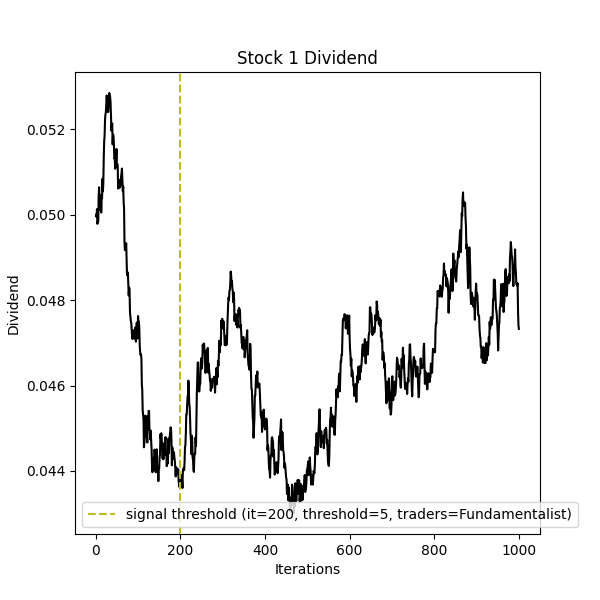 Stock 1 Dividend
0.052
0.050
0.048
0.046
0.044
Dividend
signal threshold (it=200, threshold=5, traders=Fundamentalist)
0 200 400 600 800 1000
Iterations